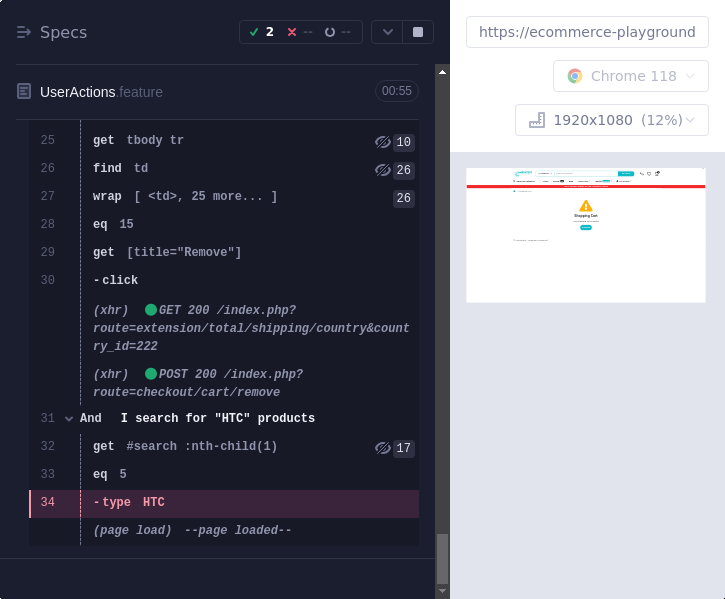 Specs
2
--
--
UserActions.feature
00:55
25 get tbody tr 10
26 find td 26
27 wrap [ <td>, 25 more... ] 26
28 eq 15
29 get [title="Remove"]
30 -click
(xhr) GET 200 /index.php?
route=extension/total/shipping/country&count
ry_id=222
(xhr) POST 200 /index.php?
route=checkout/cart/remove
31 And I search for "HTC" products
32 get #search :nth-child(1) 17
33 eq 5
34 -type HTC
(page load) --page loaded--
https://ecommerce-playground
Chrome 118
1920x1080 (12%)
Shopping Cart